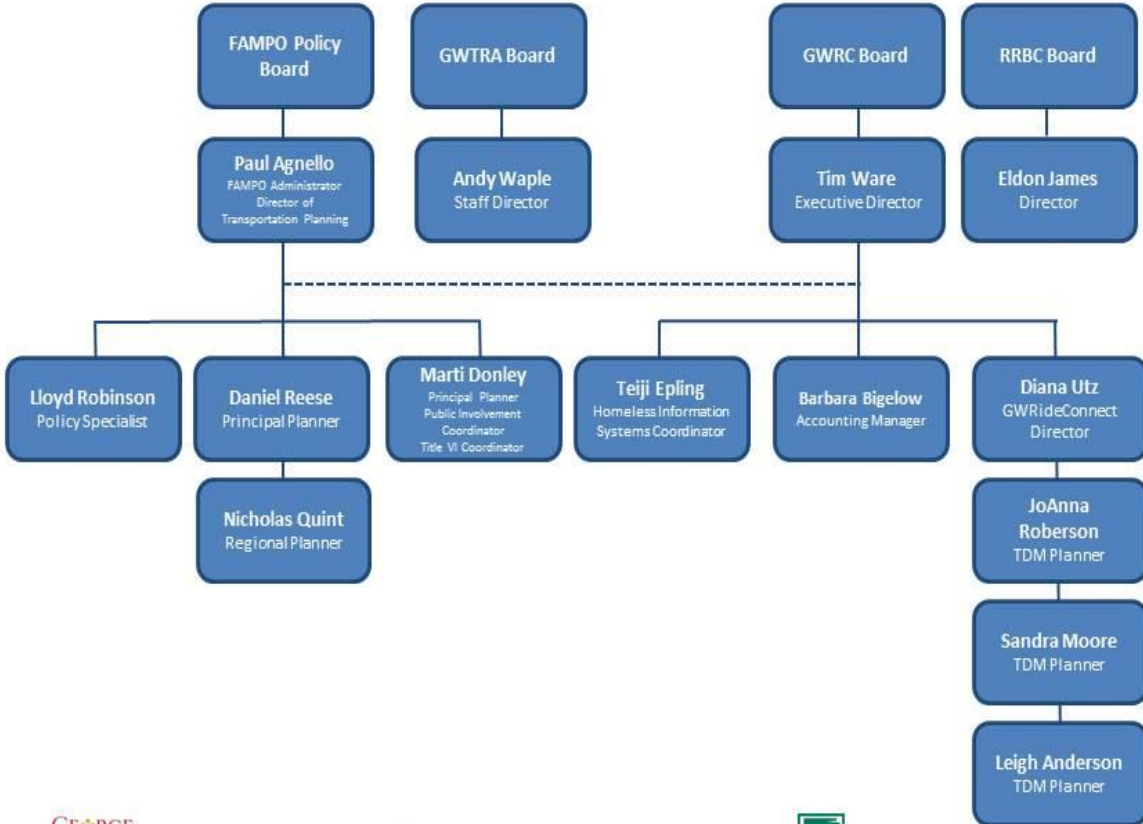 FAMPO Policy
Board
GWTRA Board
GWRC Board
RRBC Board
Paul Agnello
FAMPO Administrator
Director of
Transportation Planning
Andy Waple
Staff Director
Tim Ware
Executive Director
Eldon James
Director
Lloyd Robinson
Policy Specialist
Daniel Reese
Principal Planner
Marti Donley
Principal Planner
Public Involvement
Coordinator
Title VI Coordinator
Teiji Epling
Homeless Information
Systems Coordinator
Barbara Bigelow
Accounting Manager
Diana Utz
GWRideConnect
Director
Nicholas Quint
Regional Planner
JoAnna
Roberson
TDM Planner
Sandra Moore
TDM Planner
Leigh Anderson
TDM Planner